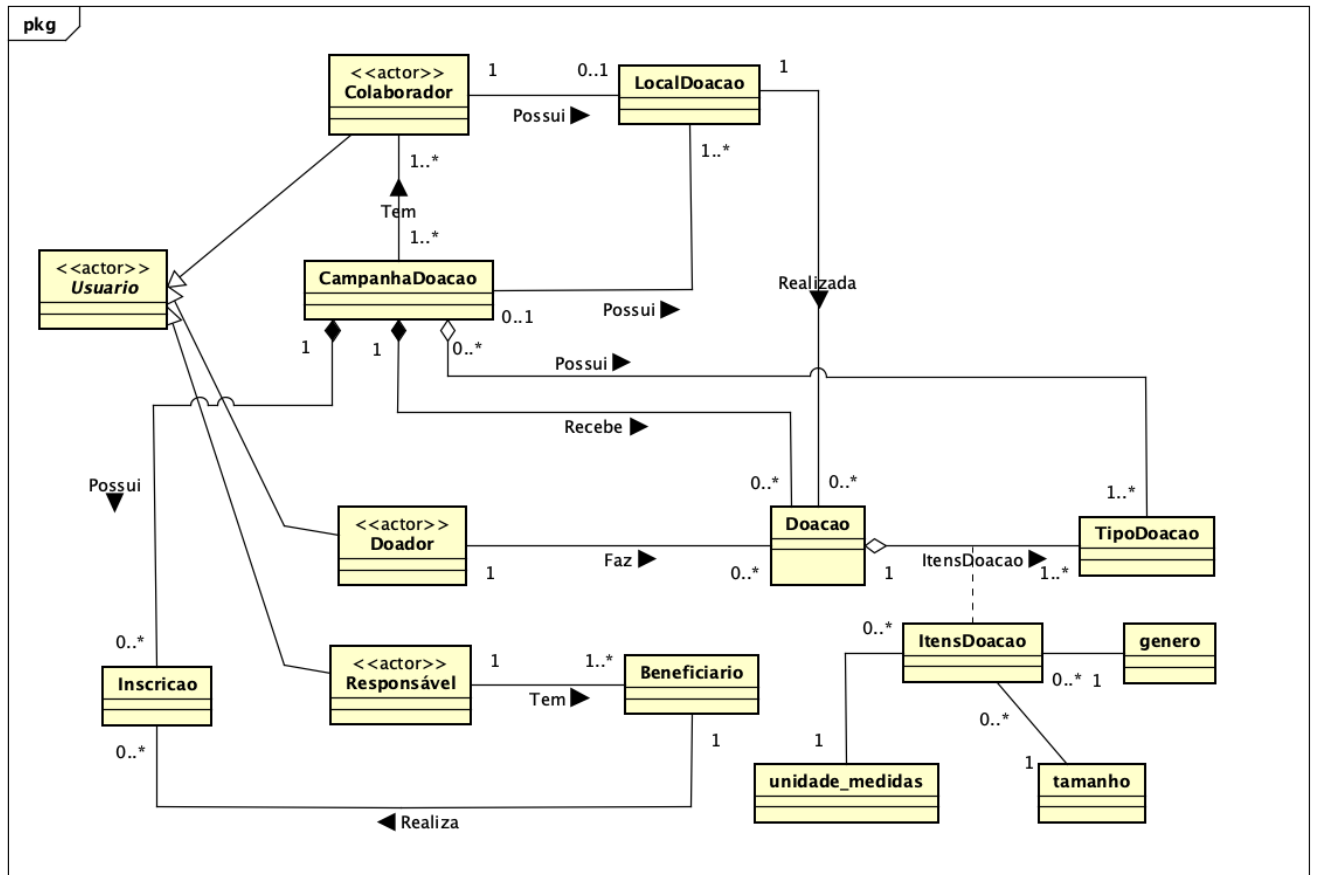 pkg
<<actor>>
Colaborador
1
0..1
Possui
LocalDoacao
1
1..*
Tem
1..*
1..*
<<actor>>
Usuario
CampanhaDoacao
0..1
Possui
Realizada
1
1
0..*
Possui
Recebe
Possui
0..*
0..*
1..*
<<actor>>
Doador
1
Faz
0..*
Doacao
1
ItensDoacao
1..*
TipoDoacao
0..*
Inscricao
0..*
<<actor>>
Responsável
1
1..*
Tem
Beneficiario
1
0..*
ItensDoacao
0..*
1
genero
0..*
1
1
unidade_medidas
tamanho
Realiza